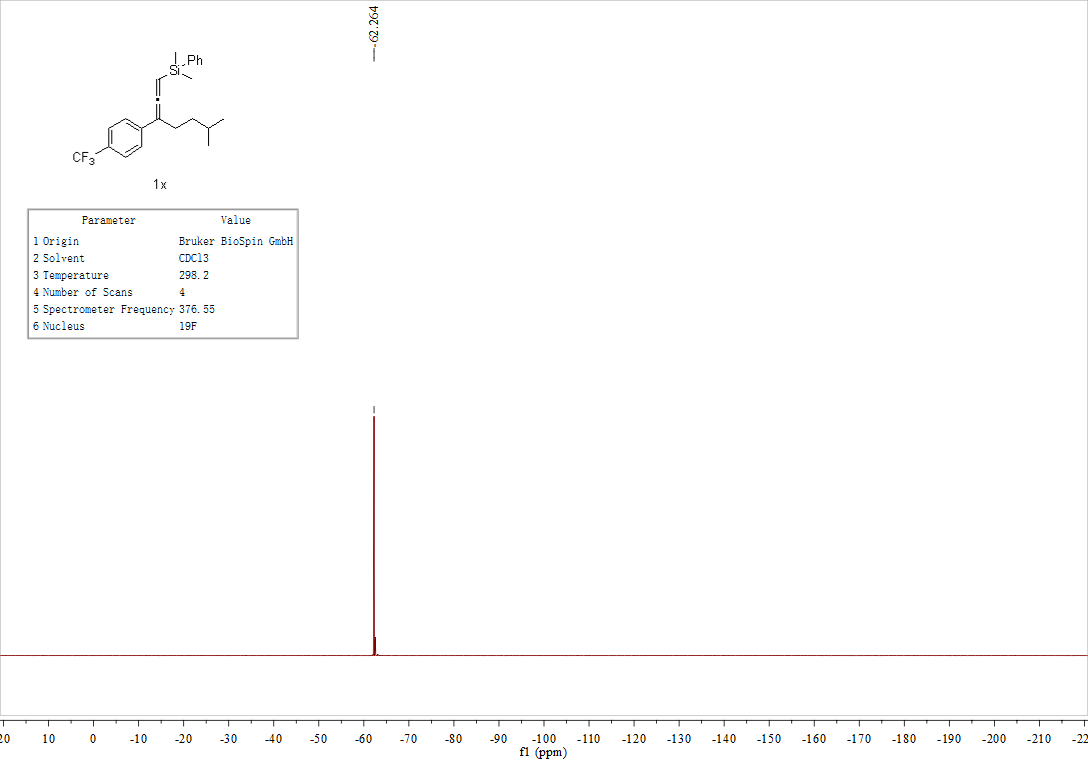 -62.264
Si
Ph
CF3
1x
Parameter Value
1 Origin Bruker BioSpin GmbH
2 Solvent CDCl3
3 Temperature 298.2
4 Number of Scans 4
5 Spectrometer Frequency 376.55
6 Nucleus 19F
20 10 0 -10 -20 -30 -40 -50 -60 -70 -80 -90 -100 -110 -120 -130 -140 -150 -160 -170 -180 -190 -200 -210 -22
f1 (ppm)